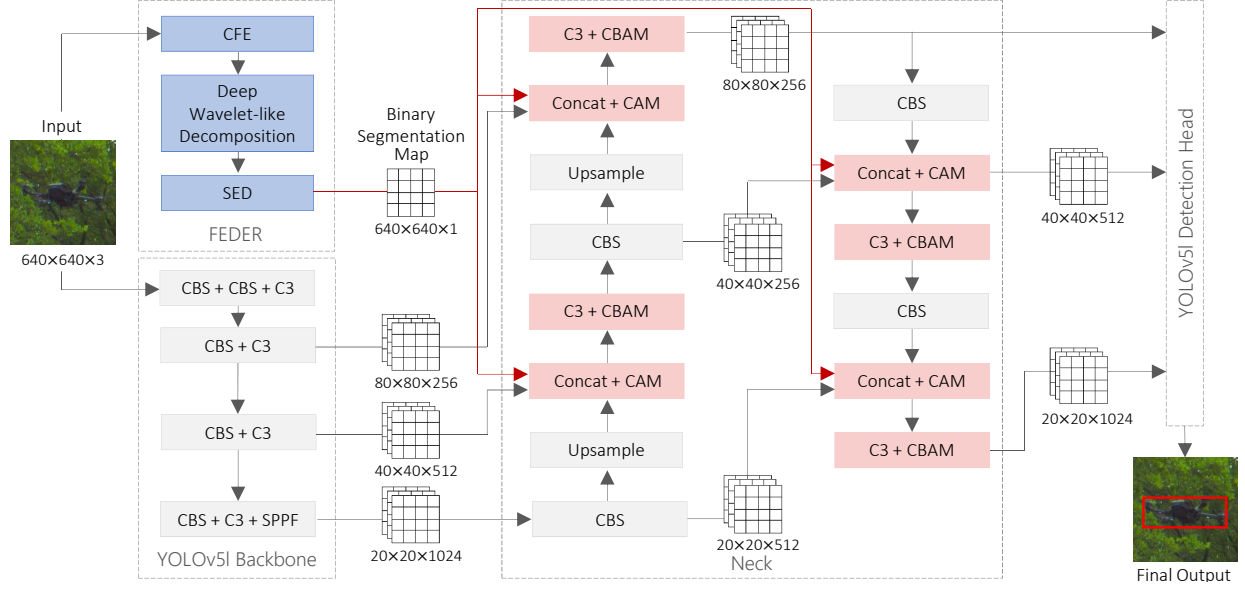 Input
640×640×3
CFE
Deep
Wavelet-like
Decomposition
SED
FEDER
Binary
Segmentation
Map
640×640×1
CBS + CBS + C3
CBS + C3
CBS + C3
CBS + C3 + SPPF
YOLOv5l Backbone
80×80×256
40×40×512
20×20×1024
C3 + CBAM
Concat + CAM
Upsample
CBS
C3 + CBAM
Concat + CAM
Upsample
CBS
80×80×256
40×40×256
20×20×512
Neck
CBS
Concat + CAM
C3 + CBAM
CBS
Concat + CAM
C3 + CBAM
40×40×512
20×20×1024
YOLOv5l Detection Head
Final Output